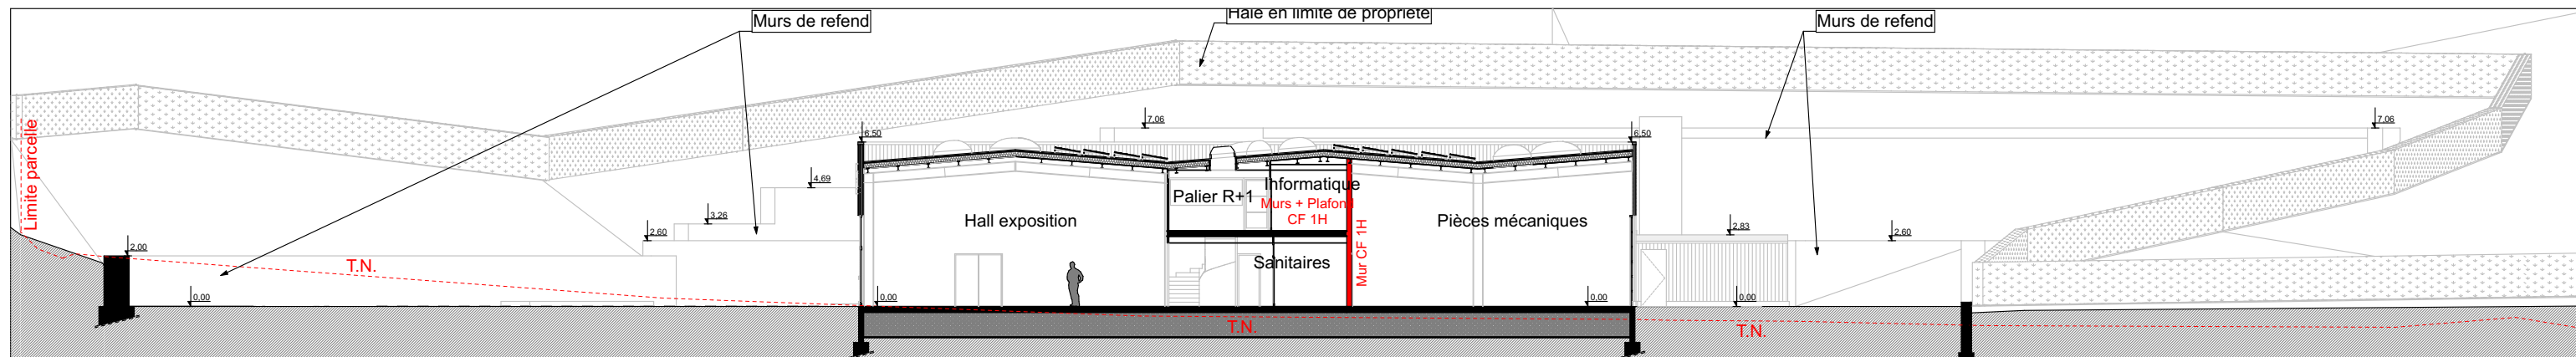 Murs de refend
Haie en limite de propriété
Murs de refend
Limite parcelle
7,06
7,06
6,50
6,50
4,69
3,26
2,60
2,00
2,83
2,60
Palier R+1
Informatique
Murs + Plafond
CF 1H
Mur CF 1H
Hall exposition
Pièces mécaniques
Sanitaires
T.N.
0,00
0,00
0,00
0,00
T.N.
T.N.